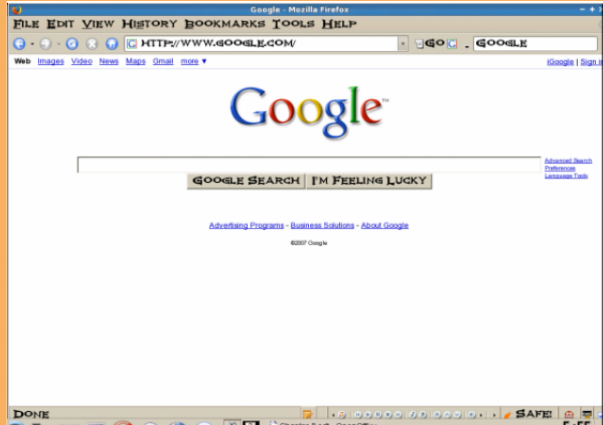 Google - Mozilla Firefox
FILE EDIT VIEW HISTORY BOOKMARKS TOOLS HELP
HTTP://WWW.GOOGLE.COM/ GO GOOGLE
Web Images Video News Maps Gmail more ▼ iGoogle | Sign in
Google™
Advanced Search
Preferences
Language Tools
GOOGLE SEARCH I'M FEELING LUCKY
Advertising Programs - Business Solutions - About Google
©2007 Google
DONE SAFE!